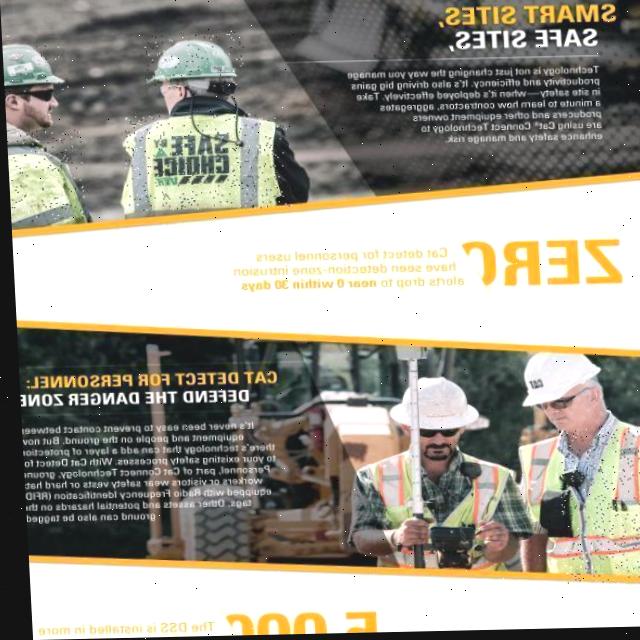 SMART SITES,
SAFE SITES,
Technology is not just changing the way you manage
productivity and efficiency. It's also driving big gains
in site safety—when it's deployed effectively. Take
a minute to learn how contractors, aggregates
producers and other equipment owners
are using Cat® Connect Technology to
enhance safety and manage risk.
SAFE BY
CHOICE
ZERO
Cat detect for personnel users
have seen detection-zone intrusion
alerts drop to near 0 within 30 days
CAT DETECT FOR PERSONNEL:
DEFEND THE DANGER ZONE
It's never been easy to prevent contact between
equipment and people on the ground. But now
there's technology that can add a layer of protection
to your existing safety processes. With Cat Detect for
Personnel, part of Cat Connect Technology, ground
workers or visitors wear safety vests or hard hats
equipped with Radio Frequency Identification (RFID)
tags. Other assets and potential hazards on the
ground can also be tagged
CAT
5,000
The DSS is installed in more